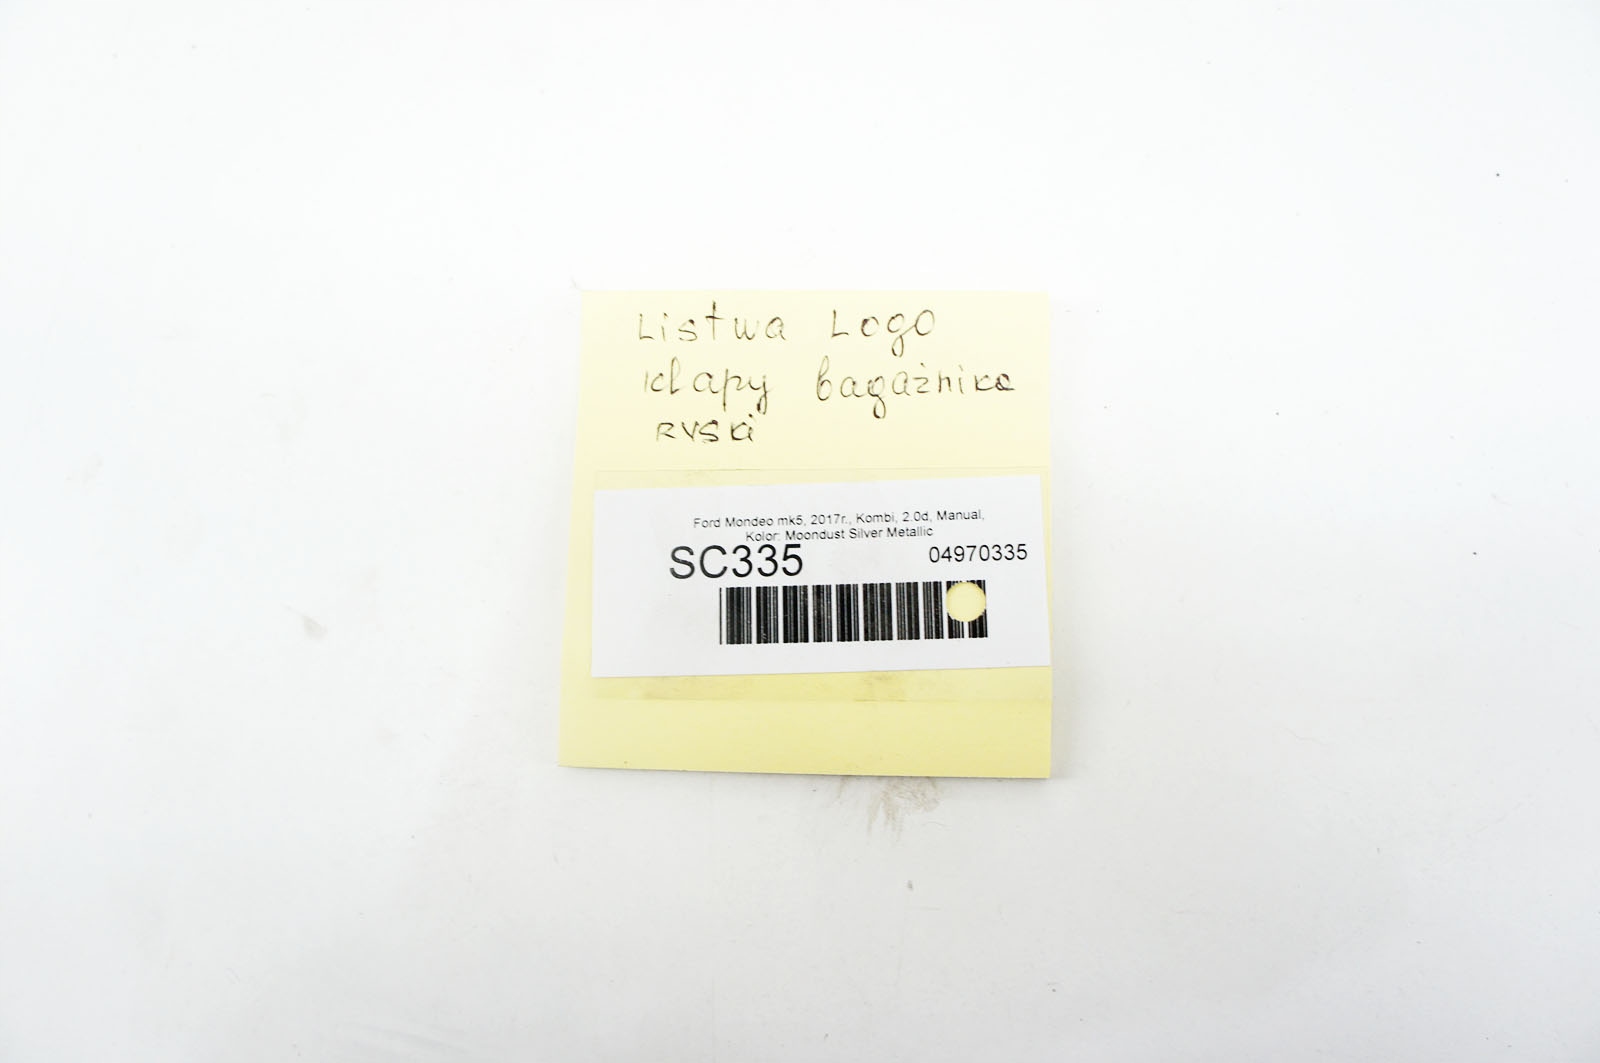 Listwa Logo
klapy bagażnika
RYSKi
Ford Mondeo mk5, 2017r., Kombi, 2.0d, Manual,
Kolor: Moondust Silver Metallic
SC335
04970335